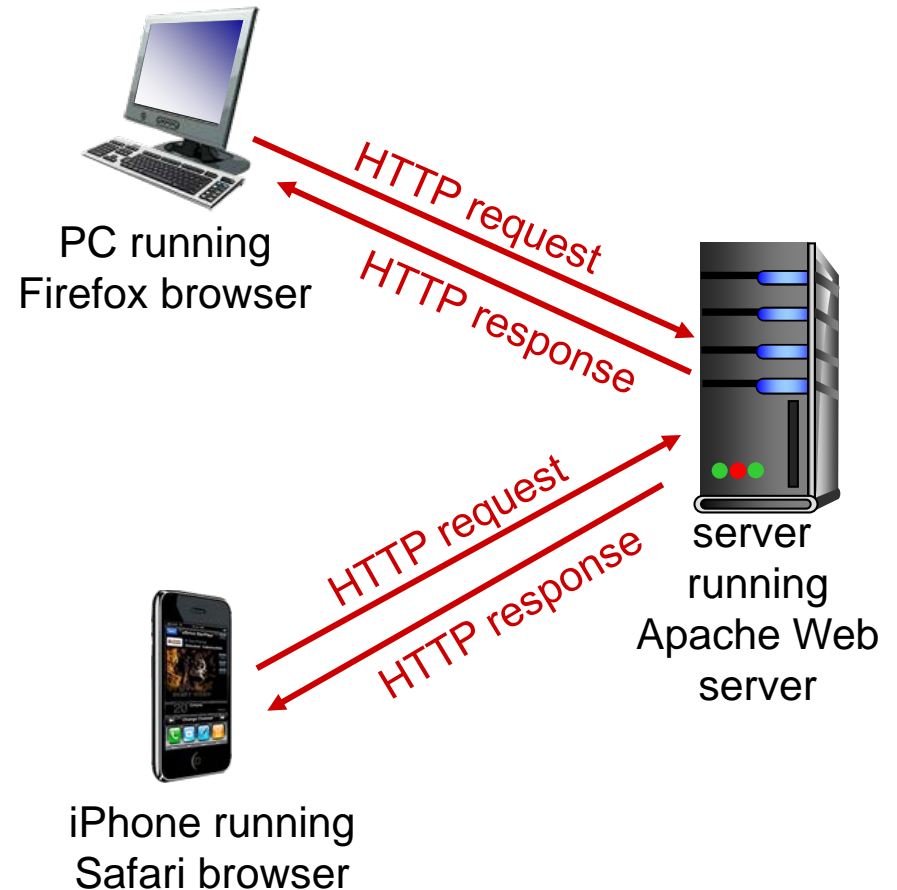 HTTP request
HTTP response
PC running
Firefox browser
HTTP request
HTTP response
server
running
Apache Web
server
iPhone running
Safari browser